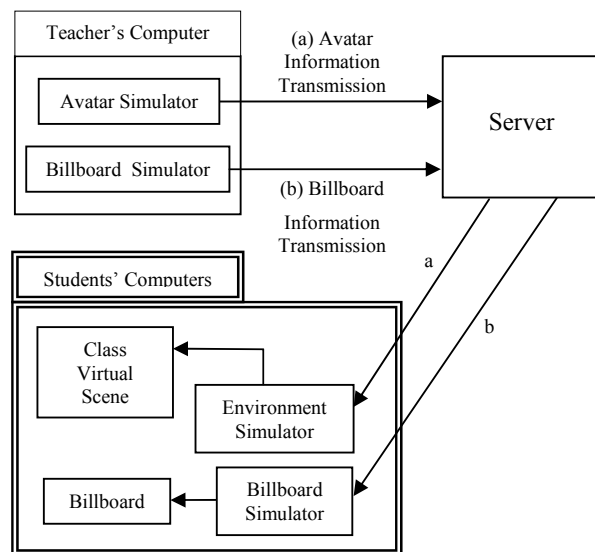 Teacher's Computer
(a) Avatar
Information
Transmission
Avatar Simulator
Server
Billboard Simulator
(b) Billboard
Information
Transmission
a
b
Students' Computers
Class
Virtual
Scene
Environment
Simulator
Billboard
Billboard
Simulator